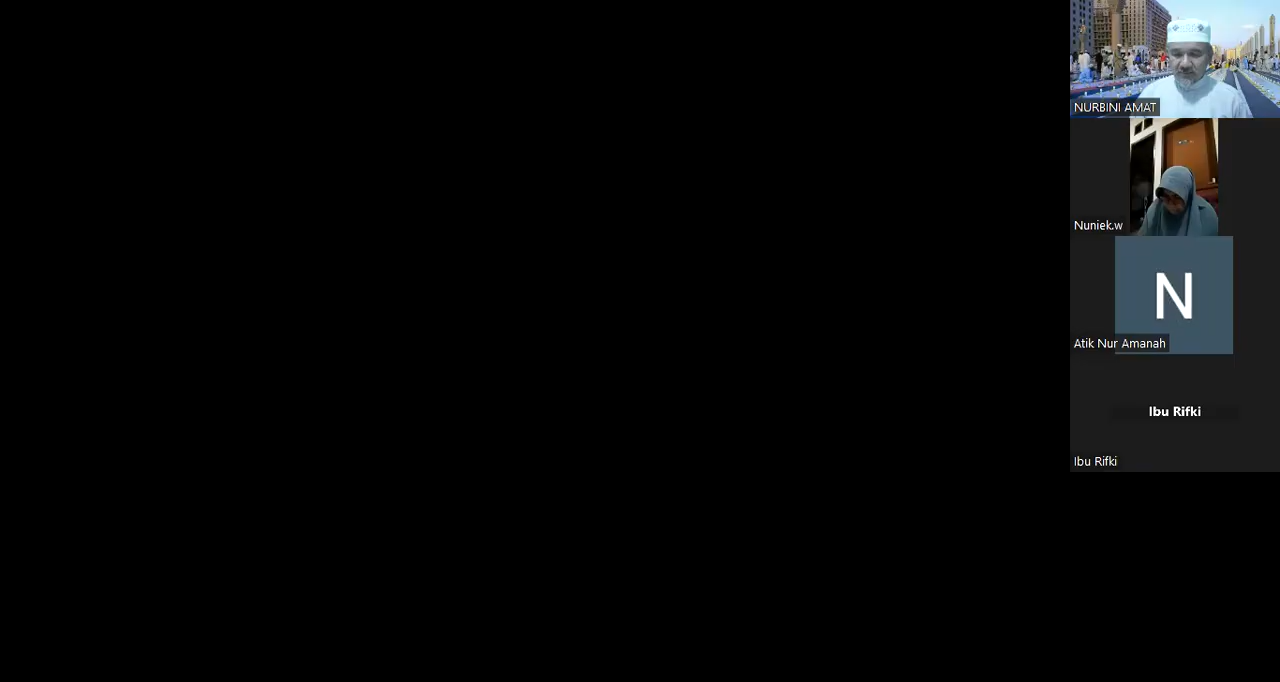 NURBINI AMAT
Nuniek.w
N
Atik Nur Amanah
Ibu Rifki
Ibu Rifki